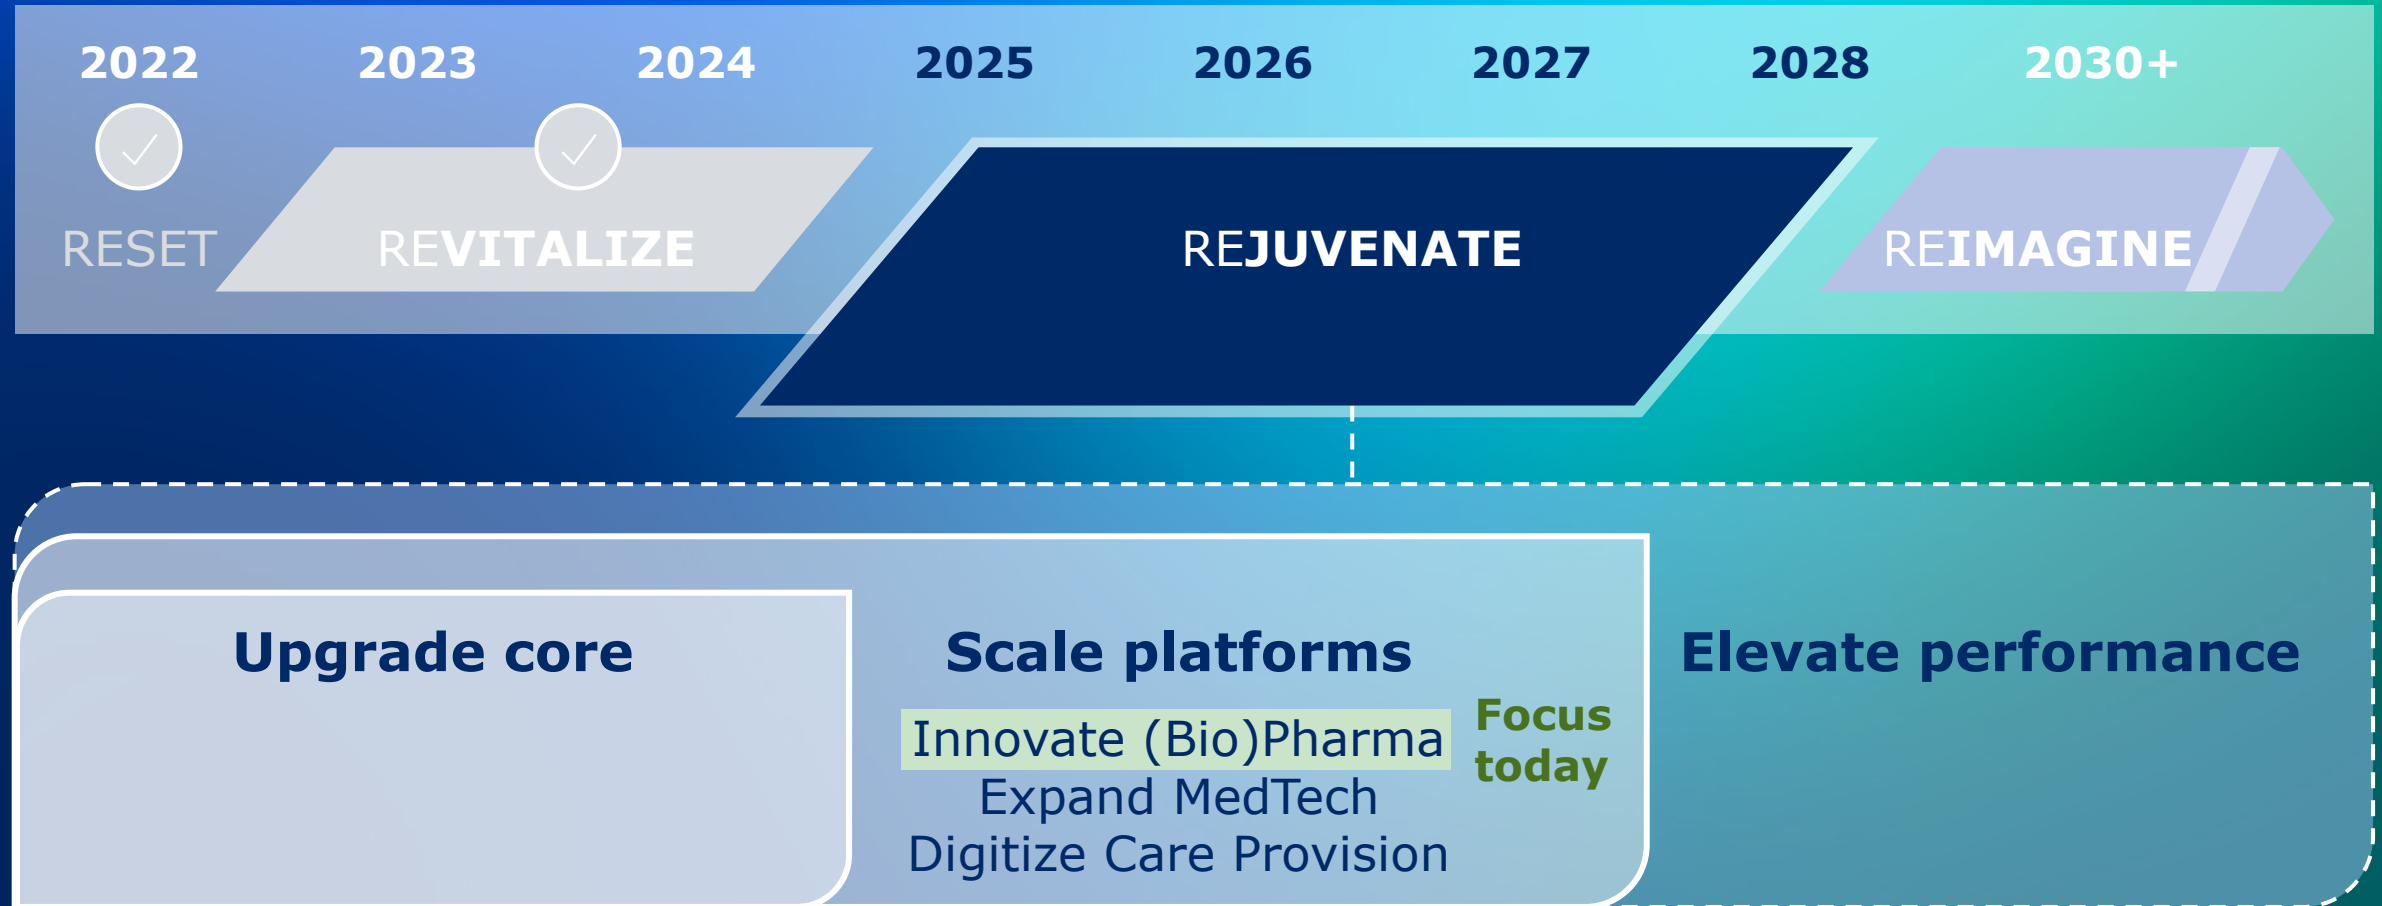 2022 2023 2024 2025 2026 2027 2028 2030+
RESET REVITALIZE REJUVENATE REIMAGINE
Upgrade core
Scale platforms
Innovate (Bio)Pharma
Expand MedTech
Digitize Care Provision
Focus
today
Elevate performance